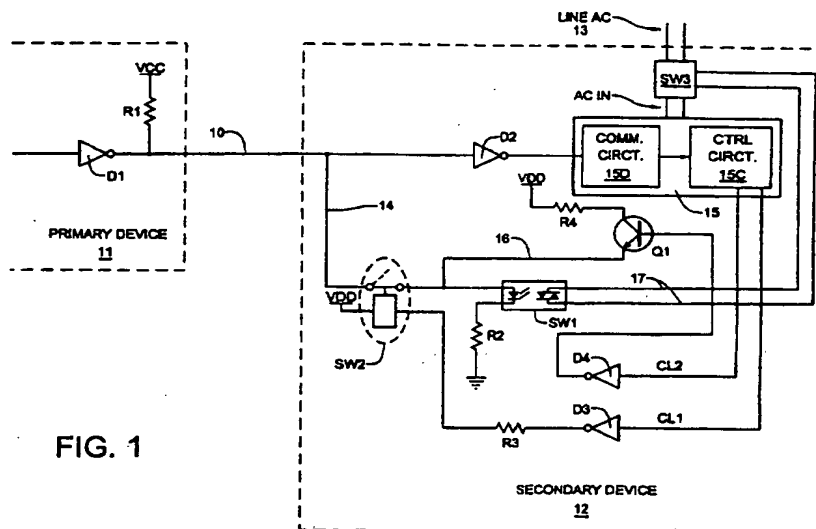 LINE AC
13
VCC
R1
SW3
AC IN
10
D1
D2
COMM.
CIRCT.
15D
CTRL
CIRCT.
15C
VDD
14
R4
15
PRIMARY DEVICE
11
16
Q1
VDD
17
SW1
R2
SW2
D4
CL2
D3
CL1
FIG. 1
R3
SECONDARY DEVICE
12